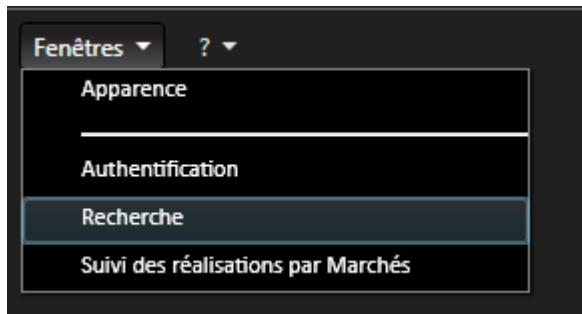 Fenêtres ?
Apparence
Authentification
Recherche
Suivi des réalisations par Marchés